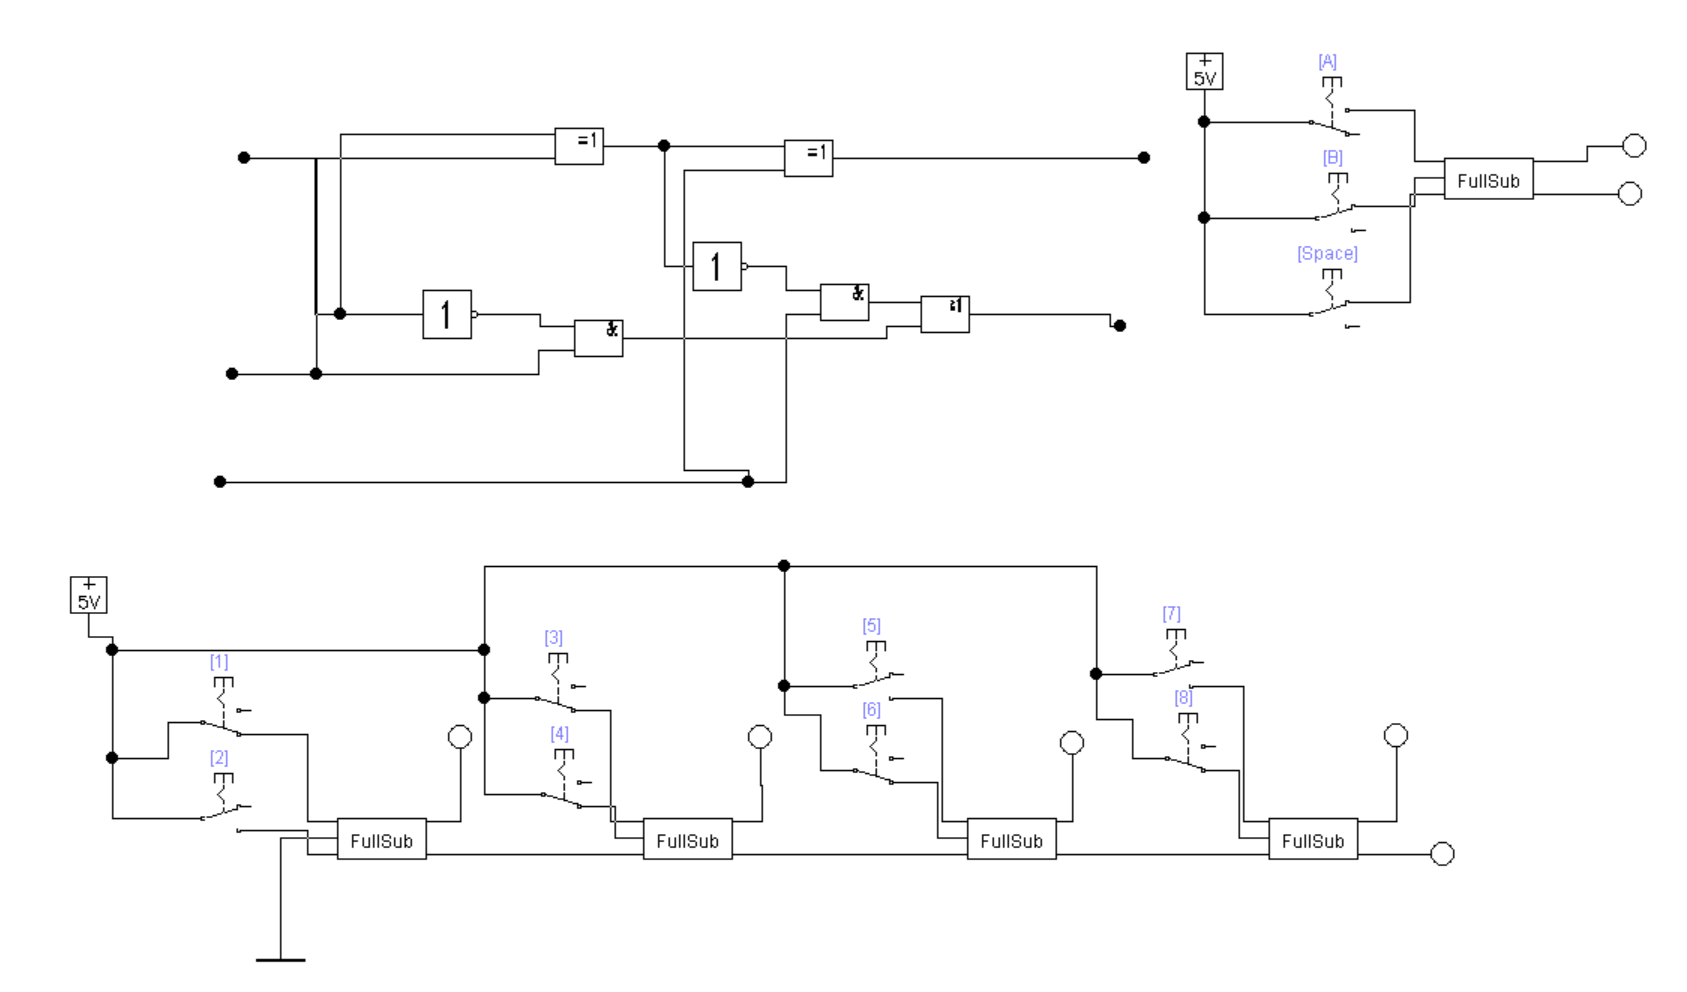 =1
=1
1
&
1
&
≥1
+
5V
[A]
[B]
[Space]
FullSub
+
5V
[1]
[2]
FullSub
[3]
[4]
FullSub
[5]
[6]
FullSub
[7]
[8]
FullSub